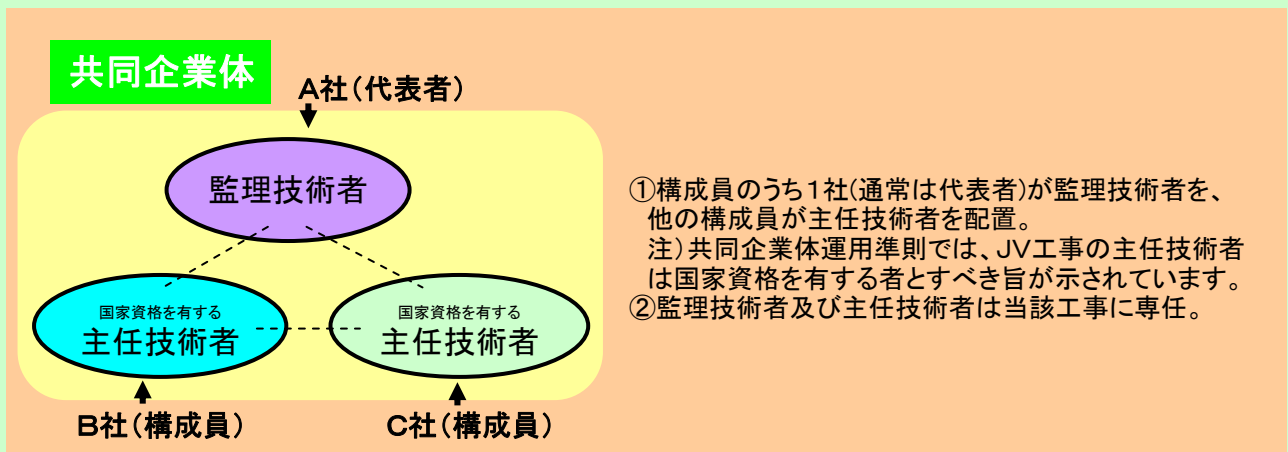 共同企業体
A社(代表者)
監理技術者
国家資格を有する
主任技術者
国家資格を有する
主任技術者
B社(構成員)
C社(構成員)
①構成員のうち1社(通常は代表者)が監理技術者を、
他の構成員が主任技術者を配置。
注)共同企業体運用準則では、JV工事の主任技術者
は国家資格を有する者とすべき旨が示されています。
②監理技術者及び主任技術者は当該工事に専任。